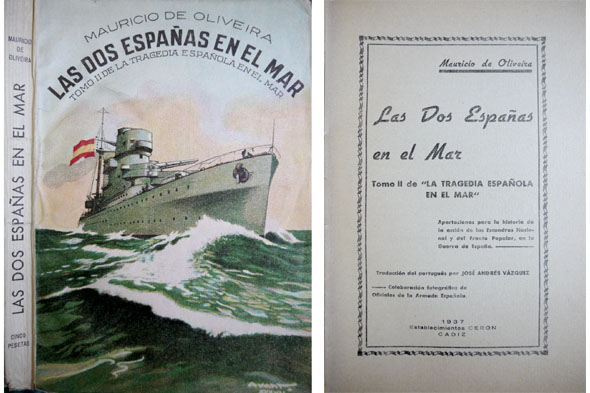 MAURICIO
DE
OLIVEIRA
LAS DOS ESPAÑAS EN EL MAR
CINCO
PESETAS
MAURICIO DE OLIVEIRA
LAS DOS ESPAÑAS EN EL MAR
TOMO II DE LA TRAGEDIA ESPAÑOLA EN EL MAR
Mauricio de Oliveira
Las Dos Españas
en el Mar
Tomo II de "LA TRAGEDIA ESPAÑOLA
EN EL MAR"
Aportaciones para la historia de
la acción de las Escuadras Nacio-
nal y del Frente Popular, en la
Guerra de España.
Traducción del portugués por JOSÉ ANDRÉS VÁZQUEZ
Colaboración fotográfica de
Oficiales de la Armada Española
1937
Establecimientos CERÓN
CADIZ